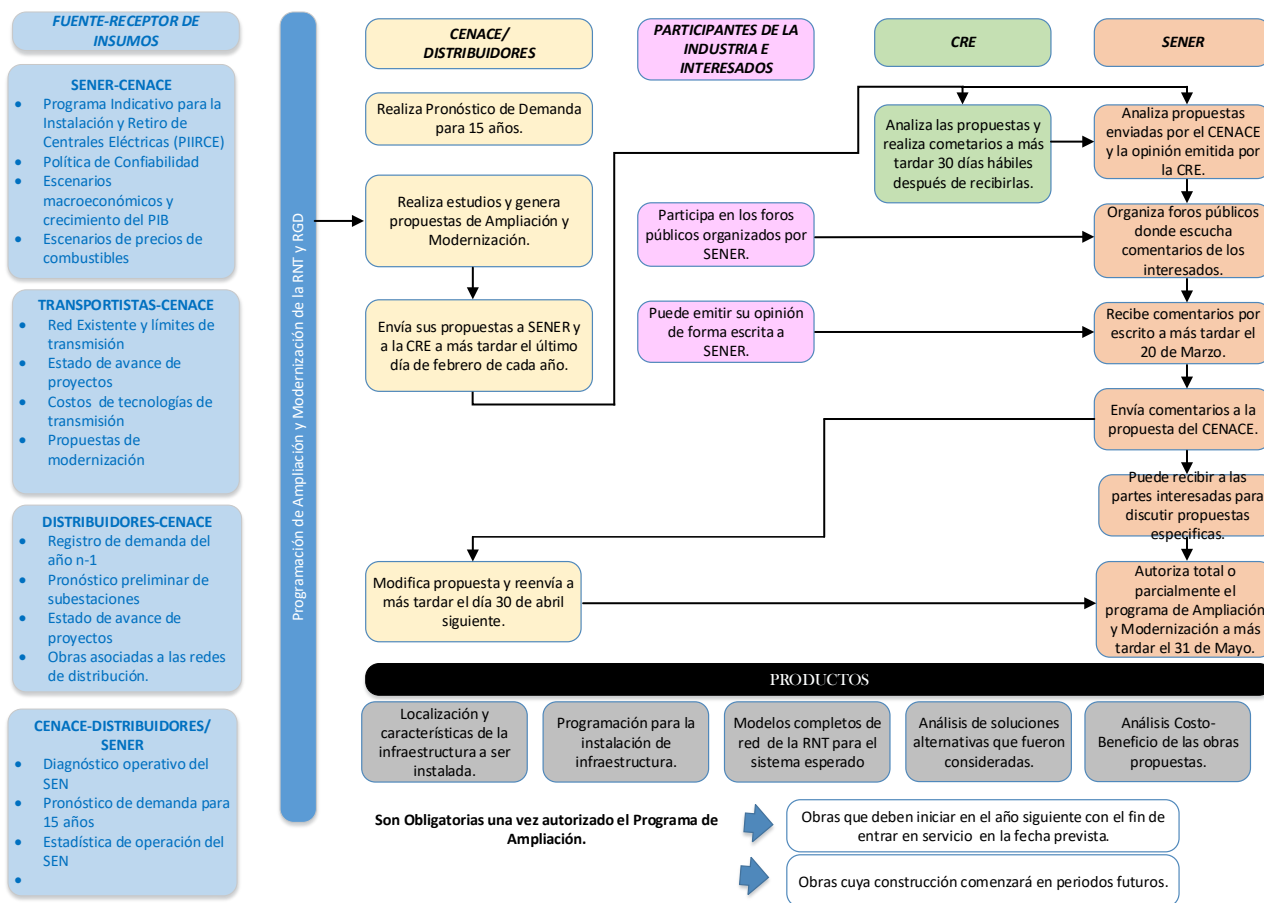 FUENTE-RECEPTOR DE
INSUMOS
SENER-CENACE
• Programa Indicativo para la
Instalación y Retiro de
Centrales Eléctricas (PIIRCE)
• Política de Confiabilidad
• Escenarios
macroeconómicos y
crecimiento del PIB
• Escenarios de precios de
combustibles
TRANSPORTISTAS-CENACE
• Red Existente y límites de
transmisión
• Estado de avance de
proyectos
• Costos de tecnologías de
transmisión
• Propuestas de
modernización
DISTRIBUIDORES-CENACE
• Registro de demanda del
año n-1
• Pronóstico preliminar de
subestaciones
• Estado de avance de
proyectos
• Obras asociadas a las redes
de distribución.
CENACE-DISTRIBUIDORES/
SENER
• Diagnóstico operativo del
SEN
• Pronóstico de demanda para
15 años
• Estadística de operación del
SEN
•
Programación de Ampliación y Modernización de la RNT y RGD
CENACE/
DISTRIBUIDORES
Realiza Pronóstico de Demanda
para 15 años.
Realiza estudios y genera
propuestas de Ampliación y
Modernización.
Envía sus propuestas a SENER y
a la CRE a más tardar el último
día de febrero de cada año.
Modifica propuesta y reenvía a
más tardar el día 30 de abril
siguiente.
PARTICIPANTES DE LA
INDUSTRIA E
INTERESADOS
Participa en los foros
públicos organizados por
SENER.
Puede emitir su opinión
de forma escrita a
SENER.
CRE
Analiza las propuestas y
realiza cometarios a más
tardar 30 días hábiles
después de recibirlas.
SENER
Analiza propuestas
enviadas por el CENACE
y la opinión emitida por
la CRE.
Organiza foros públicos
donde escucha
comentarios de los
interesados.
Recibe comentarios por
escrito a más tardar el
20 de Marzo.
Envía comentarios a la
propuesta del CENACE.
Puede recibir a las
partes interesadas para
discutir propuestas
especificas.
Autoriza total o
parcialmente el
programa de Ampliación
y Modernización a más
tardar el 31 de Mayo.
PRODUCTOS
Localización y
características de la
infraestructura a ser
instalada.
Programación para la
instalación de
infraestructura.
Modelos completos de
red de la RNT para el
sistema esperado
Análisis de soluciones
alternativas que fueron
consideradas.
Análisis Costo-
Beneficio de las obras
propuestas.
Son Obligatorias una vez autorizado el Programa de
Ampliación.
Obras que deben iniciar en el año siguiente con el fin de
entrar en servicio en la fecha prevista.
Obras cuya construcción comenzará en periodos futuros.